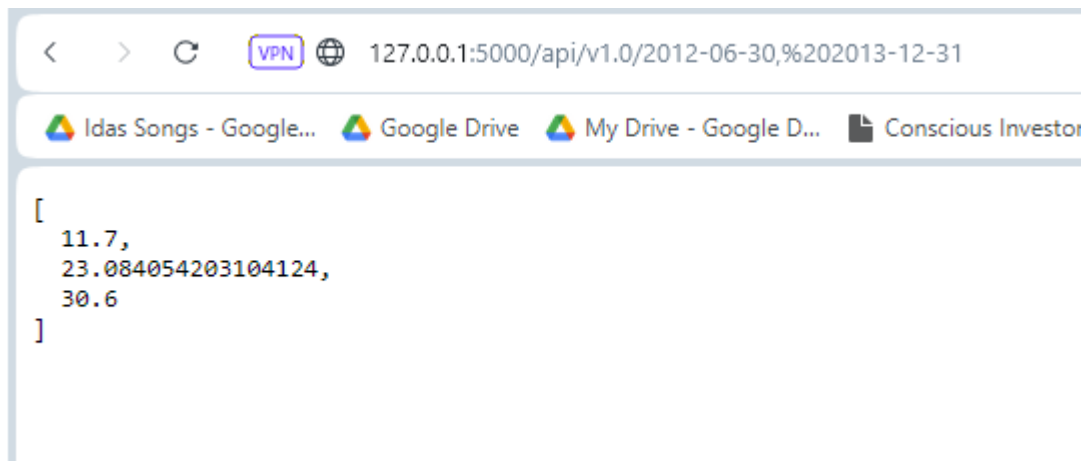 VPN 127.0.0.1:5000/api/v1.0/2012-06-30,%202013-12-31
Idas Songs - Google... Google Drive My Drive - Google D... Conscious Investor
[
11.7,
23.084054203104124,
30.6
]